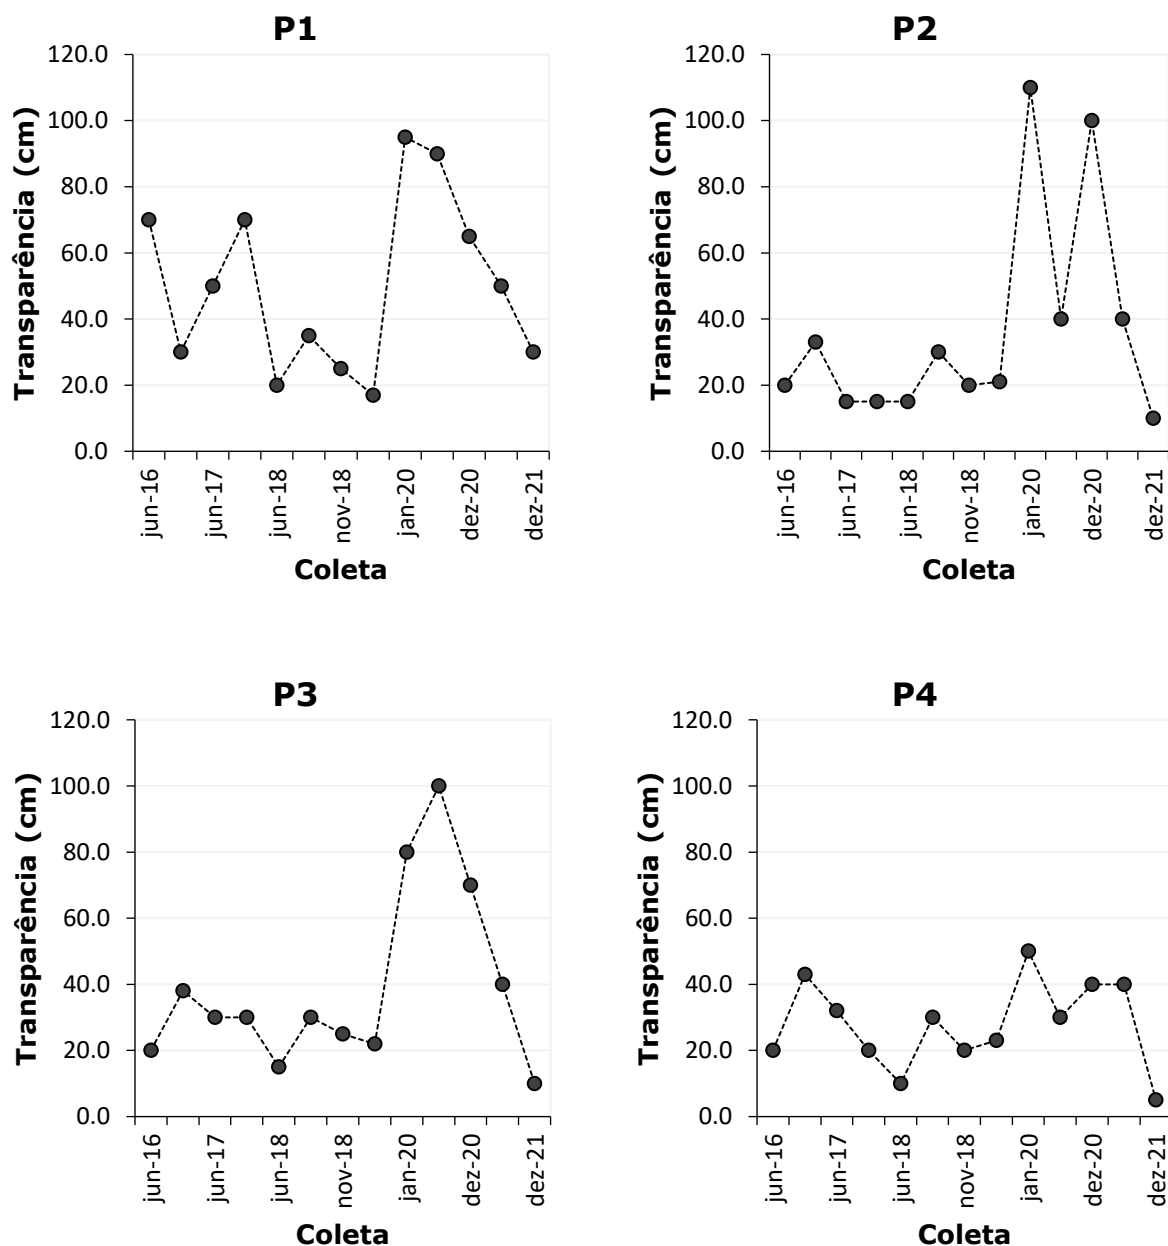 P1
Transparência (cm)
120.0
100.0
80.0
60.0
40.0
20.0
0.0
jun-16
jun-17
jun-18
nov-18
jan-20
dez-20
dez-21
Coleta
P2
Transparência (cm)
120.0
100.0
80.0
60.0
40.0
20.0
0.0
jun-16
jun-17
jun-18
nov-18
jan-20
dez-20
dez-21
Coleta
P3
Transparência (cm)
120.0
100.0
80.0
60.0
40.0
20.0
0.0
jun-16
jun-17
jun-18
nov-18
jan-20
dez-20
dez-21
Coleta
P4
Transparência (cm)
120.0
100.0
80.0
60.0
40.0
20.0
0.0
jun-16
jun-17
jun-18
nov-18
jan-20
dez-20
dez-21
Coleta